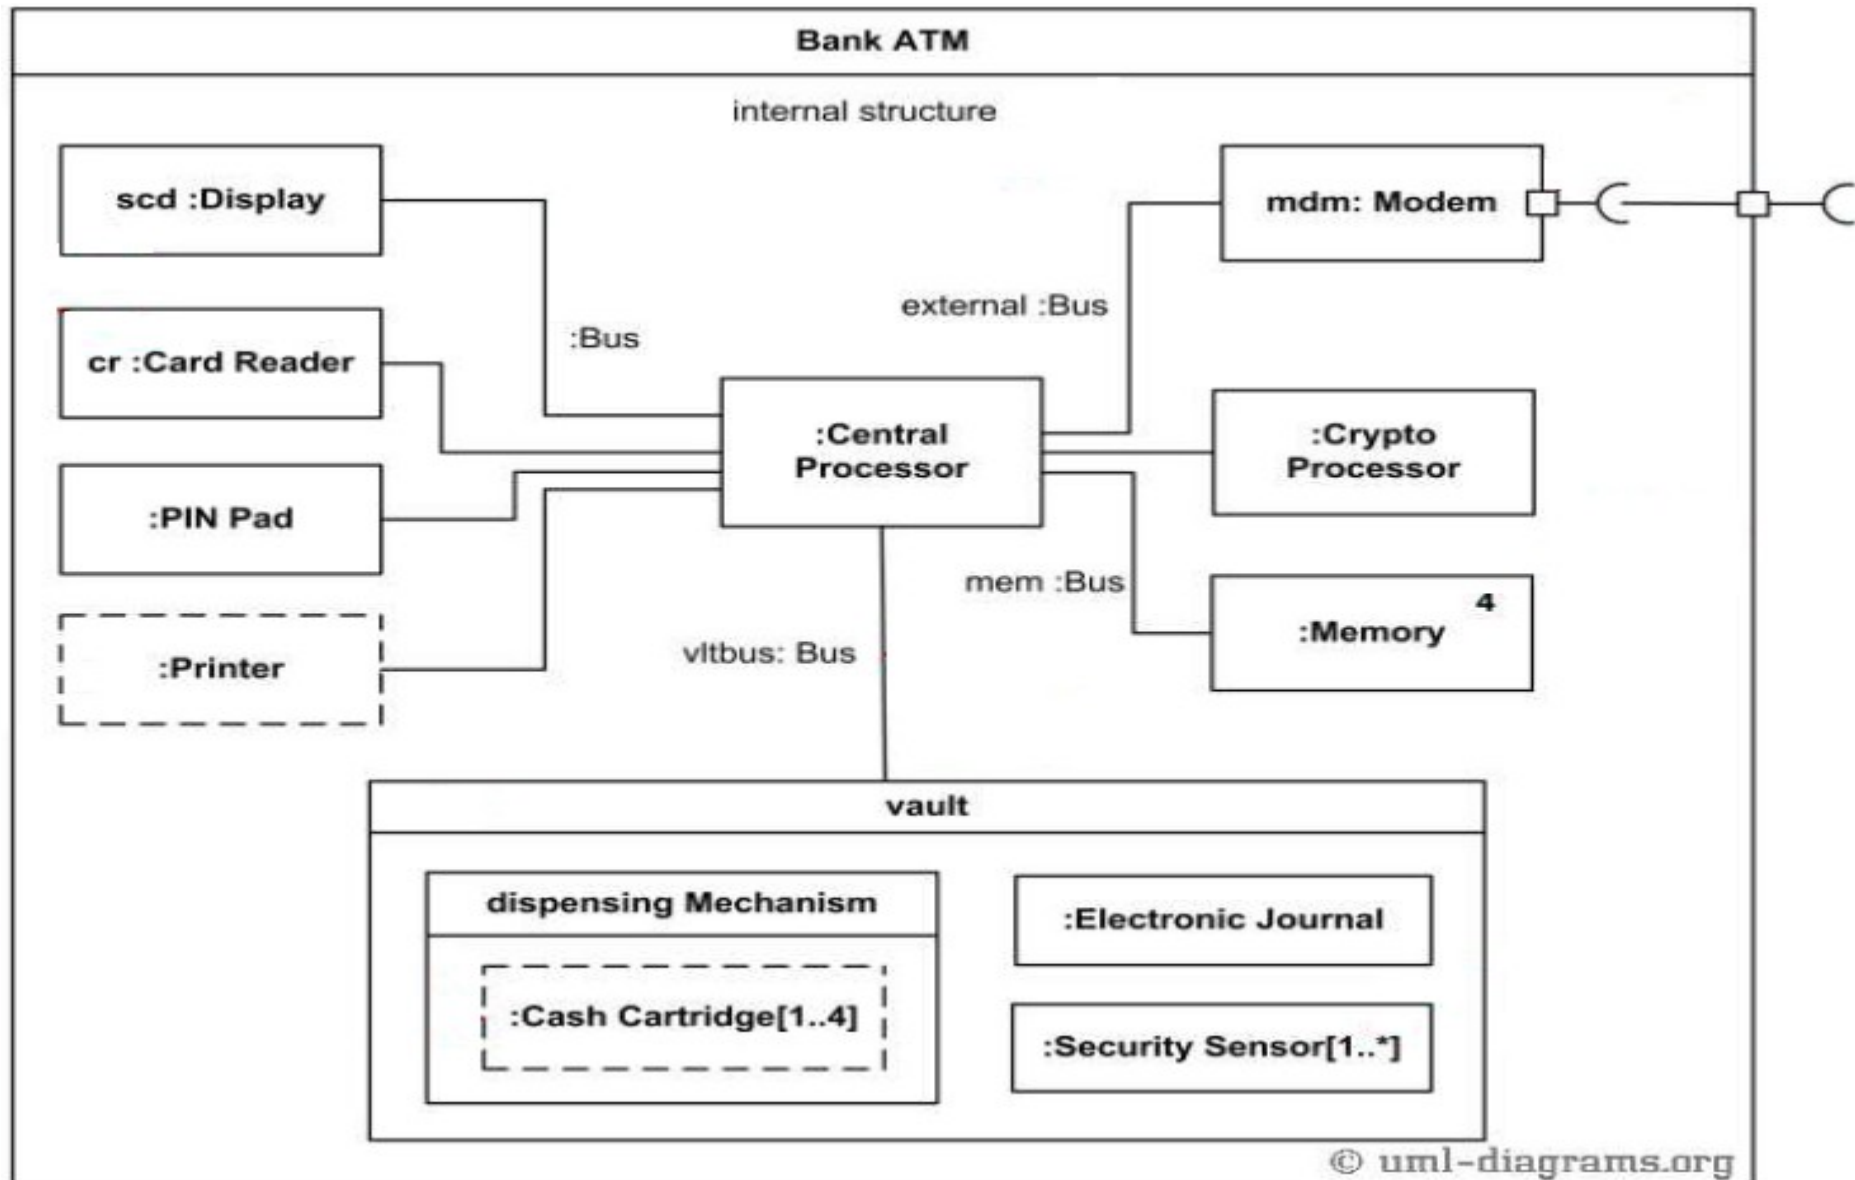 Bank ATM
internal structure
scd :Display
mdm: Modem
external :Bus
:Bus
cr :Card Reader
:Central
Processor
:Crypto
Processor
:PIN Pad
mem :Bus
4
:Memory
:Printer
vltbus: Bus
vault
dispensing Mechanism
:Electronic Journal
:Cash Cartridge[1..4]
:Security Sensor[1..*]
© uml-diagrams.org